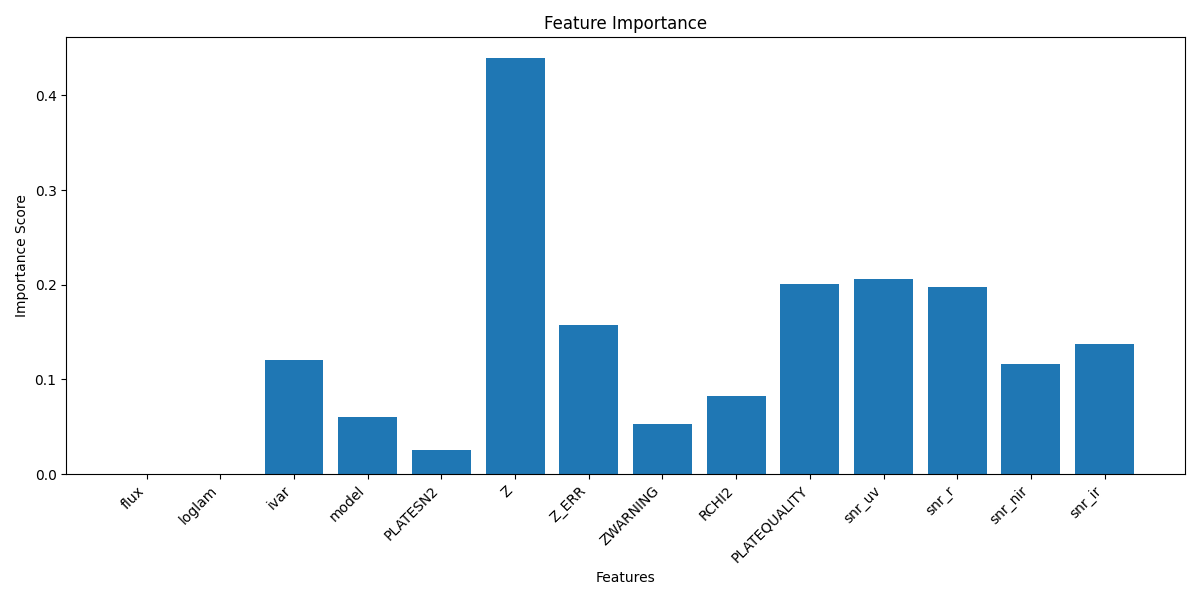 Feature Importance
Importance Score
0.4
0.3
0.2
0.1
0.0
flux
loglam
ivar
model
PLATESN2
Z
Z_ERR
ZWARNING
RCHI2
PLATEQUALITY
snr_uv
snr_r
snr_nir
snr_ir
Features